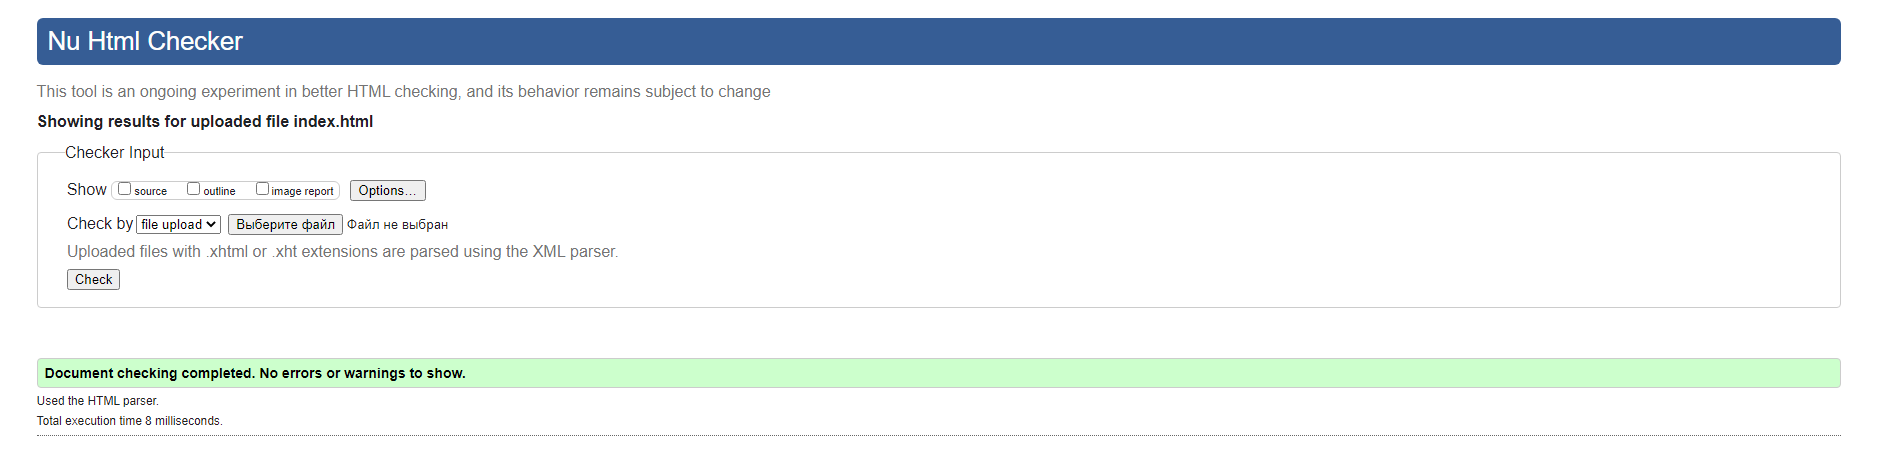 Nu Html Checker
This tool is an ongoing experiment in better HTML checking, and its behavior remains subject to change
Showing results for uploaded file index.html
Checker Input
Show source outline image report Options...
Check by file upload Выберите файл Файл не выбран
Uploaded files with .xhtml or .xht extensions are parsed using the XML parser.
Check
Document checking completed. No errors or warnings to show.
Used the HTML parser.
Total execution time 8 milliseconds.